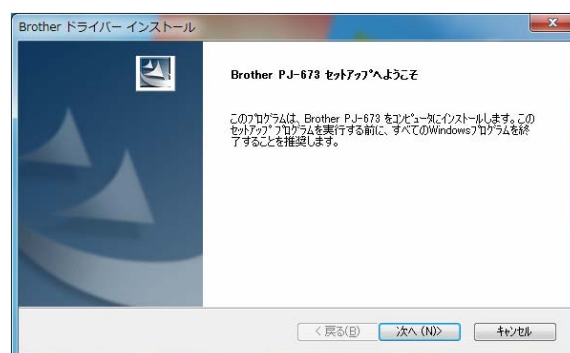 Brother ドライバー インストール
Brother PJ-673 ｾｯﾄｱｯﾌﾟへようこそ
このﾌﾟﾛｸﾞﾗﾑは、Brother PJ-673 をｺﾝﾋﾟｭｰﾀにｲﾝｽﾄｰﾙします。この
ｾｯﾄｱｯﾌﾟ ﾌﾟﾛｸﾞﾗﾑを実行する前に、すべてのWindowsﾌﾟﾛｸﾞﾗﾑを終
了することを推奨します。
< 戻る(B)
次へ (N)>
ｷｬﾝｾﾙ